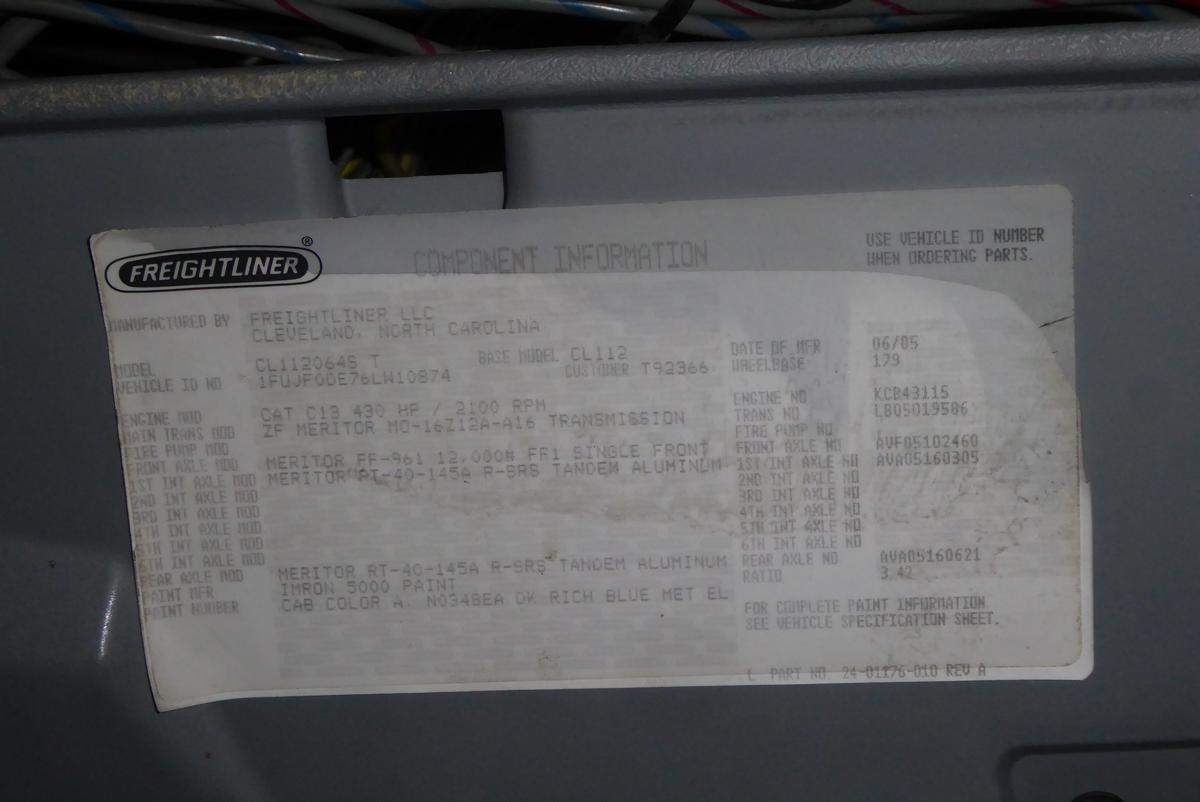 FREIGHTLINER ®
COMPONENT INFORMATION
USE VEHICLE ID NUMBER
WHEN ORDERING PARTS.
MANUFACTURED BY FREIGHTLINER LLC
CLEVELAND, NORTH CAROLINA
MODEL CL112064S T BASE MODEL CL112 DATE OF MFR 06/05
VEHICLE ID NO 1FUJF0DE76LW10874 CUSTOMER T92366 WHEELBASE 179
ENGINE MOD CAT C13 430 HP / 2100 RPM ENGINE NO KCB43115
MAIN TRANS MOD ZF MERITOR MO-16Z12A-A16 TRANSMISSION TRANS NO LB05019586
FIRE PUMP MOD FIRE PUMP NO
FRONT AXLE MOD MERITOR FF-961 12,000# FF1 SINGLE FRONT FRONT AXLE NO AVF05102460
1ST INT AXLE MOD MERITOR RT-40-145A R-SRS TANDEM ALUMINUM 1ST INT AXLE NO AVA05160305
2ND INT AXLE MOD 2ND INT AXLE NO
3RD INT AXLE MOD 3RD INT AXLE NO
4TH INT AXLE MOD 4TH INT AXLE NO
5TH INT AXLE MOD 5TH INT AXLE NO
6TH INT AXLE MOD 6TH INT AXLE NO
REAR AXLE MOD MERITOR RT-40-145A R-SRS TANDEM ALUMINUM REAR AXLE NO AVA05160621
PAINT MFR IMRON 5000 PAINT RATIO 3.42
PAINT NUMBER CAB COLOR A: N0348EA DK RICH BLUE MET EL
FOR COMPLETE PAINT INFORMATION
SEE VEHICLE SPECIFICATION SHEET.
PART NO. 24-01176-010 REV A